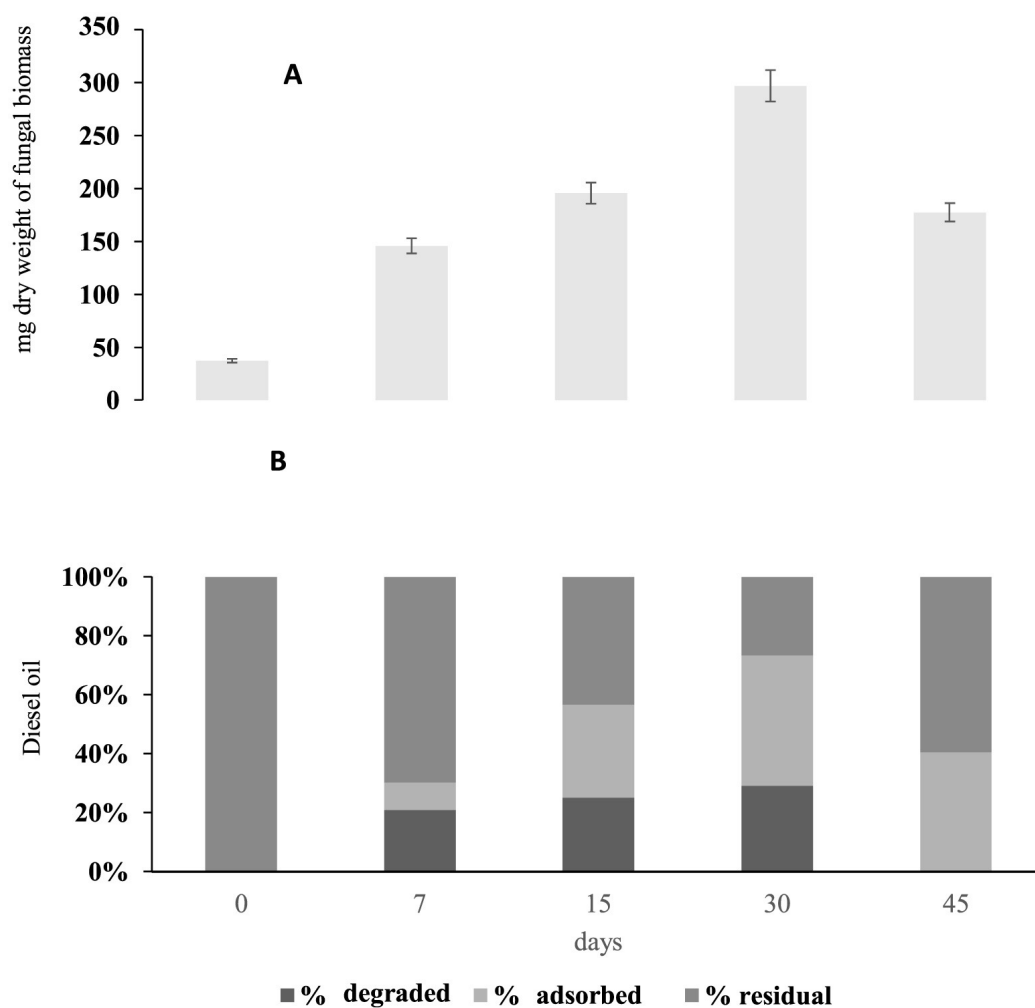 mg dry weight of fungal biomass
A
350
300
250
200
150
100
50
0
B
Diesel oil
100%
80%
60%
40%
20%
0%
0 7 15 30 45
days
% degraded % adsorbed % residual